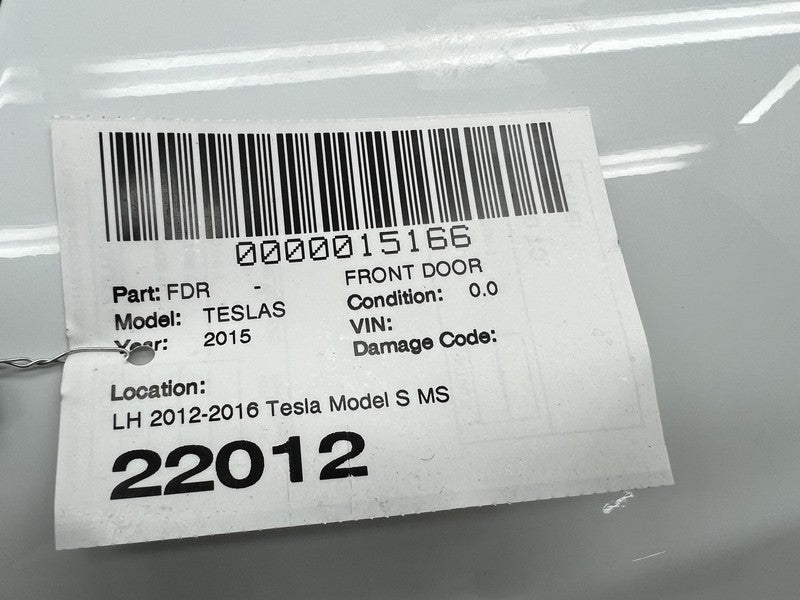 0000015166
Part: FDR - FRONT DOOR
Model: TESLAS Condition: 0.0
Year: 2015 VIN:
Damage Code:
Location:
LH 2012-2016 Tesla Model S MS
22012